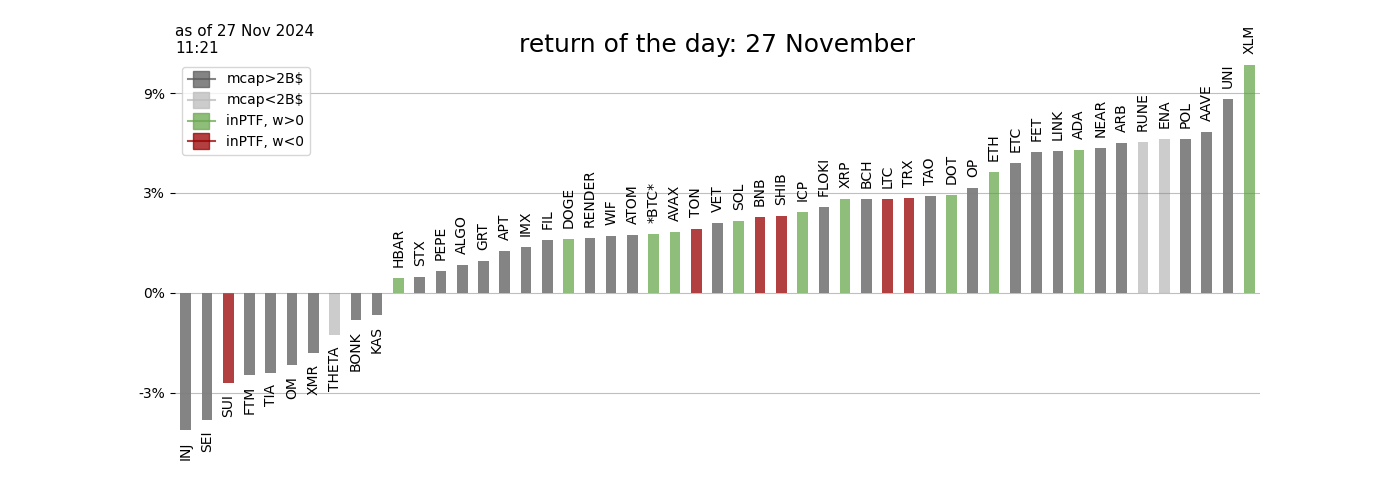 as of 27 Nov 2024
11:21
return of the day: 27 November
mcap>2B$
mcap<2B$
inPTF, w>0
inPTF, w<0
9%
3%
0%
-3%
INJ
SEI
SUI
FTM
TIA
OM
XMR
THETA
BONK
KAS
HBAR
STX
PEPE
ALGO
GRT
APT
IMX
FIL
DOGE
RENDER
WIF
ATOM
*BTC*
AVAX
TON
VET
SOL
BNB
SHIB
ICP
FLOKI
XRP
BCH
LTC
TRX
TAO
DOT
OP
ETH
ETC
FET
LINK
ADA
NEAR
ARB
RUNE
ENA
POL
AAVE
UNI
XLM